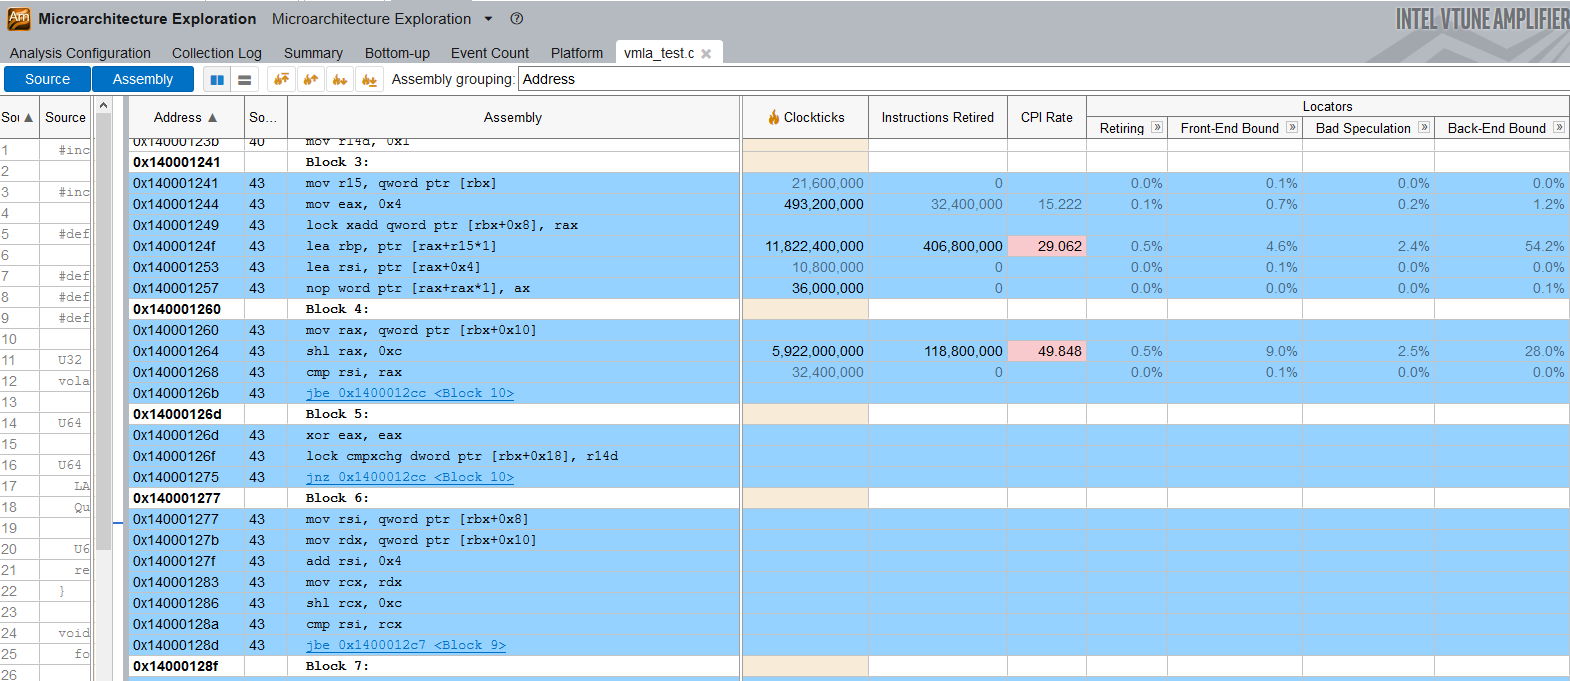 Am Microarchitecture Exploration Microarchitecture Exploration
INTEL VTUNE AMPLIFIER
Analysis Configuration Collection Log Summary Bottom-up Event Count Platform vmla_test.c
Source Assembly Assembly grouping: Address
Sou Source Address So... Assembly Clockticks Instructions Retired CPI Rate Locators
Retiring Front-End Bound Bad Speculation Back-End Bound
0x14000123b 40 mov r14d, 0x1
0x140001241 Block 3:
0x140001241 43 mov r15, qword ptr [rbx] 21,600,000 0 0.0% 0.1% 0.0% 0.0%
0x140001244 43 mov eax, 0x4 493,200,000 32,400,000 15.222 0.1% 0.7% 0.2% 1.2%
0x140001249 43 lock xadd qword ptr [rbx+0x8], rax
0x14000124f 43 lea rbp, ptr [rax+r15*1] 11,822,400,000 406,800,000 29.062 0.5% 4.6% 2.4% 54.2%
0x140001253 43 lea rsi, ptr [rax+0x4] 10,800,000 0 0.0% 0.1% 0.0% 0.0%
0x140001257 43 nop word ptr [rax+rax*1], ax 36,000,000 0 0.0% 0.0% 0.0% 0.1%
0x140001260 Block 4:
0x140001260 43 mov rax, qword ptr [rbx+0x10]
0x140001264 43 shl rax, 0xc 5,922,000,000 118,800,000 49.848 0.5% 9.0% 2.5% 28.0%
0x140001268 43 cmp rsi, rax 32,400,000 0 0.0% 0.1% 0.0% 0.0%
0x14000126b 43 jbe 0x1400012cc <Block 10>
0x14000126d Block 5:
0x14000126d 43 xor eax, eax
0x14000126f 43 lock cmpxchg dword ptr [rbx+0x18], r14d
0x140001275 43 jnz 0x1400012cc <Block 10>
0x140001277 Block 6:
0x140001277 43 mov rsi, qword ptr [rbx+0x8]
0x14000127b 43 mov rdx, qword ptr [rbx+0x10]
0x14000127f 43 add rsi, 0x4
0x140001283 43 mov rcx, rdx
0x140001286 43 shl rcx, 0xc
0x14000128a 43 cmp rsi, rcx
0x14000128d 43 jbe 0x1400012c7 <Block 9>
0x14000128f Block 7:
1 #inc
2
3 #inc
4
5 #def
6
7 #def
8 #def
9 #def
10
11 U32
12 vola
13
14 U64
15
16 U64
17 LA
18 Qu
19
20 U6
21 re
22 }
23
24 void
25 fo
26